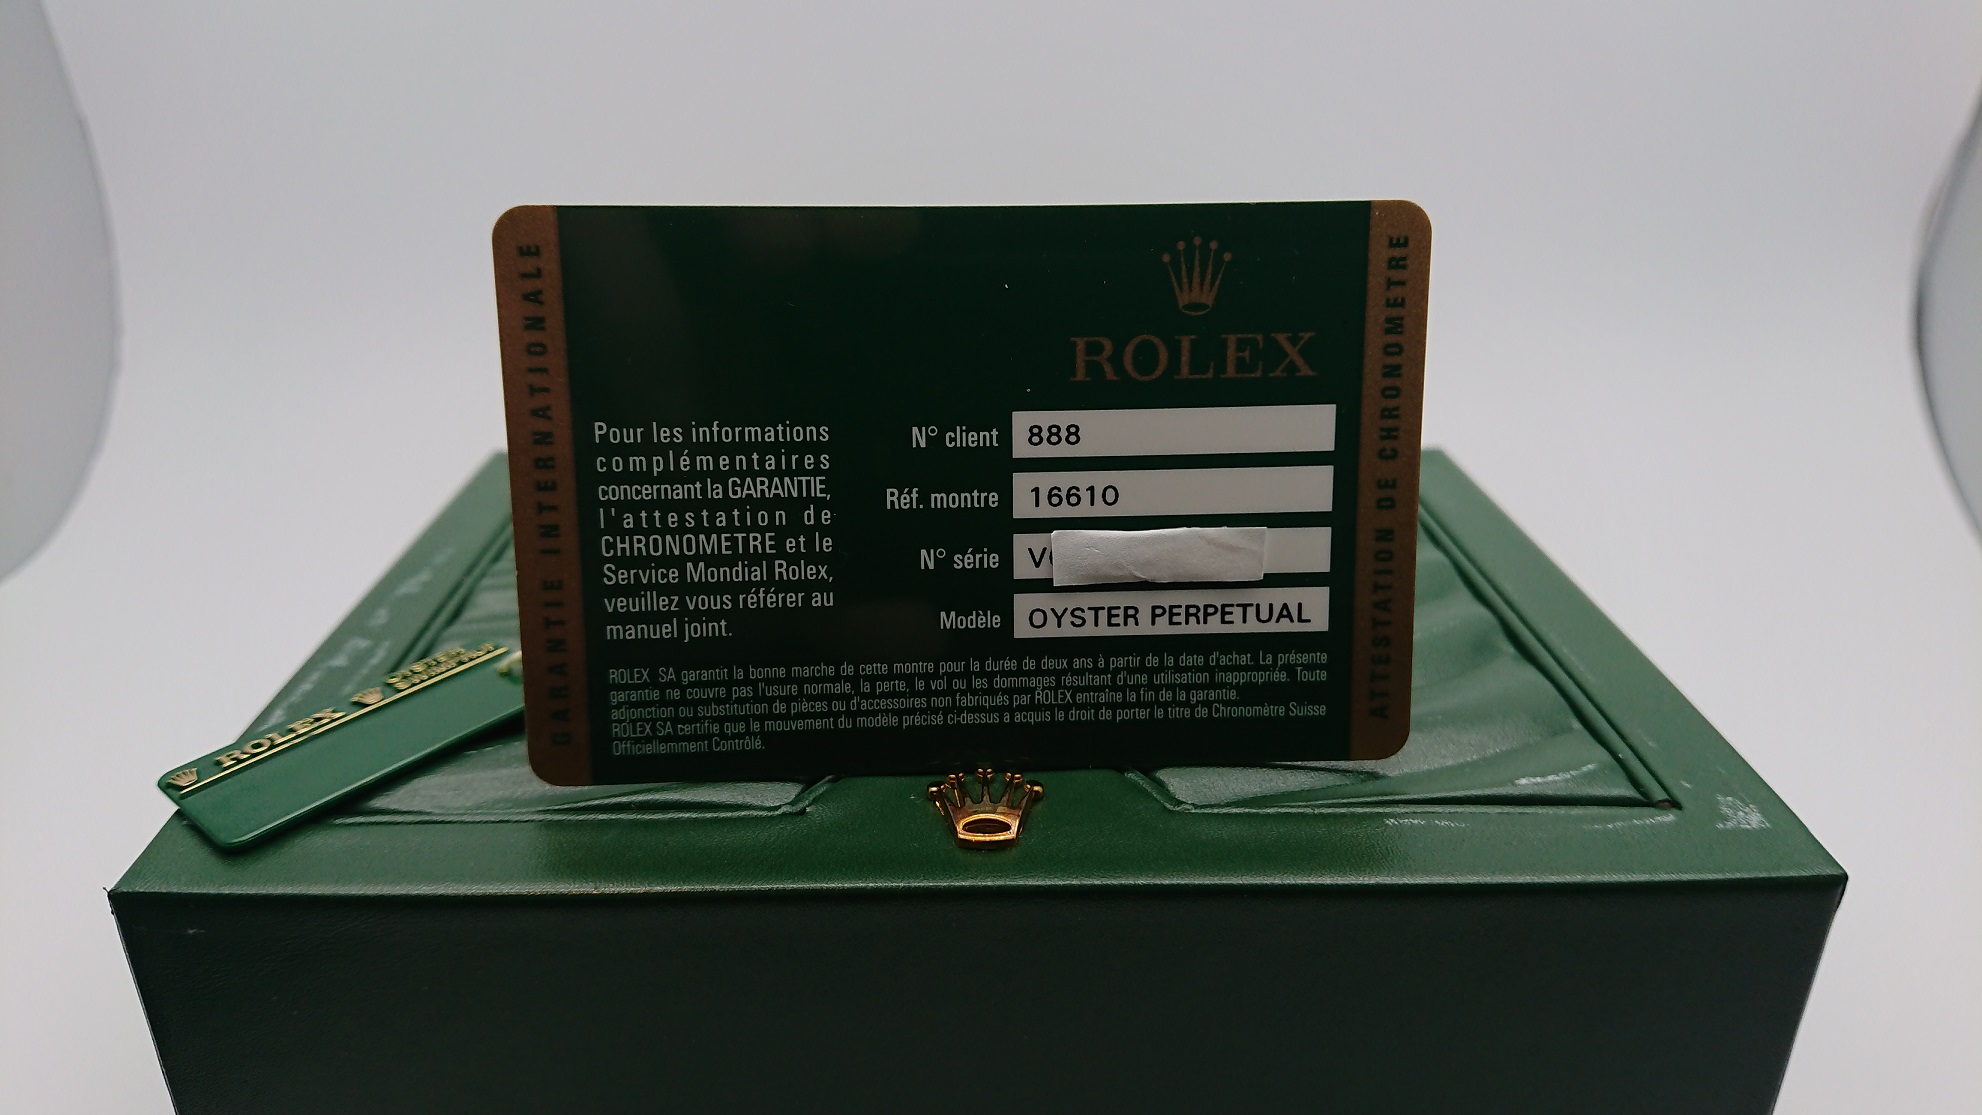 GARANTIE INTERNATIONALE
ROLEX
ATTESTATION DE CHRONOMETRE
Pour les informations
complémentaires
concernant la GARANTIE,
l'attestation de
CHRONOMETRE et le
Service Mondial Rolex,
veuillez vous référer au
manuel joint.
N° client 888
Réf. montre 16610
N° série V
Modèle OYSTER PERPETUAL
ROLEX SA garantit la bonne marche de cette montre pour la durée de deux ans à partir de la date d'achat. La présente
garantie ne couvre pas l'usure normale, la perte, le vol ou les dommages résultant d'une utilisation inappropriée. Toute
adjonction ou substitution de pièces ou d'accessoires non fabriqués par ROLEX entraîne la fin de la garantie.
ROLEX SA certifie que le mouvement du modèle précisé ci-dessus a acquis le droit de porter le titre de Chronomètre Suisse
Officiellemment Contrôlé.
ROLEX
OYSTER